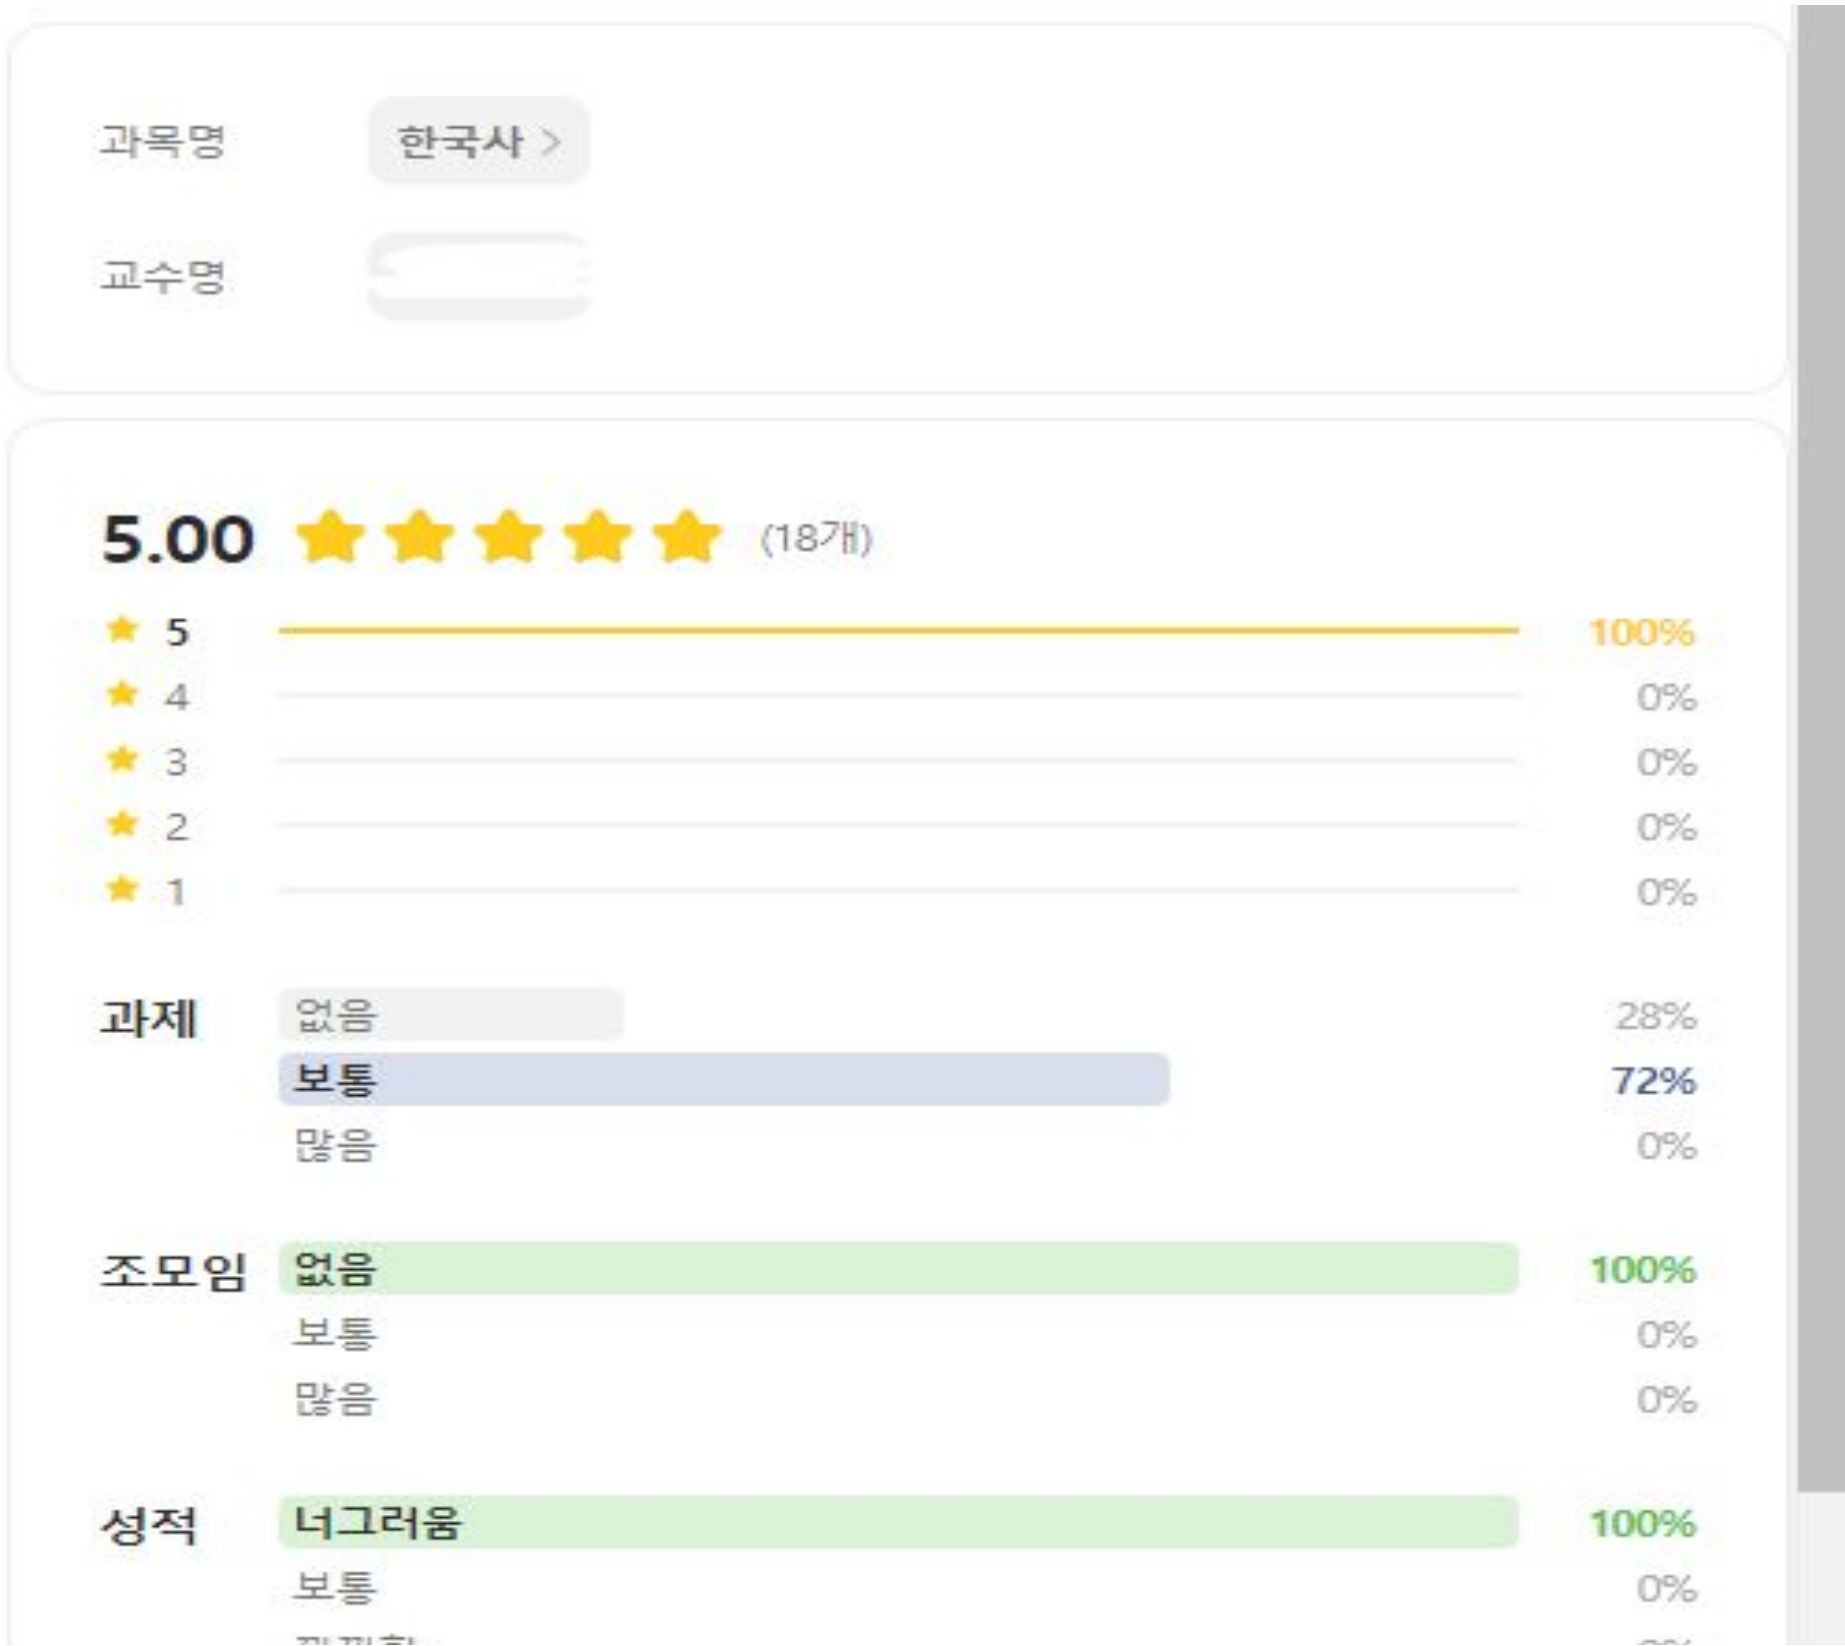 과목명 한국사 >
교수명
5.00 (18개)
5 100%
4 0%
3 0%
2 0%
1 0%
과제 없음 28%
보통 72%
많음 0%
조모임 없음 100%
보통 0%
많음 0%
성적 너그러움 100%
보통 0%